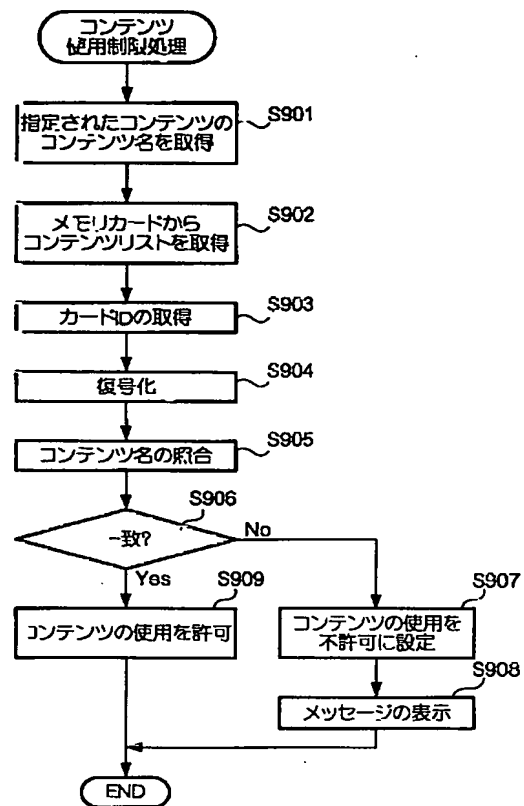 コンテンツ
使用制限処理
S901
指定されたコンテンツの
コンテンツ名を取得
S902
メモリカードから
コンテンツリストを取得
S903
カードIDの取得
S904
復号化
S905
コンテンツ名の照合
S906
一致?
No
Yes
S909
コンテンツの使用を許可
S907
コンテンツの使用を
不許可に設定
S908
メッセージの表示
END